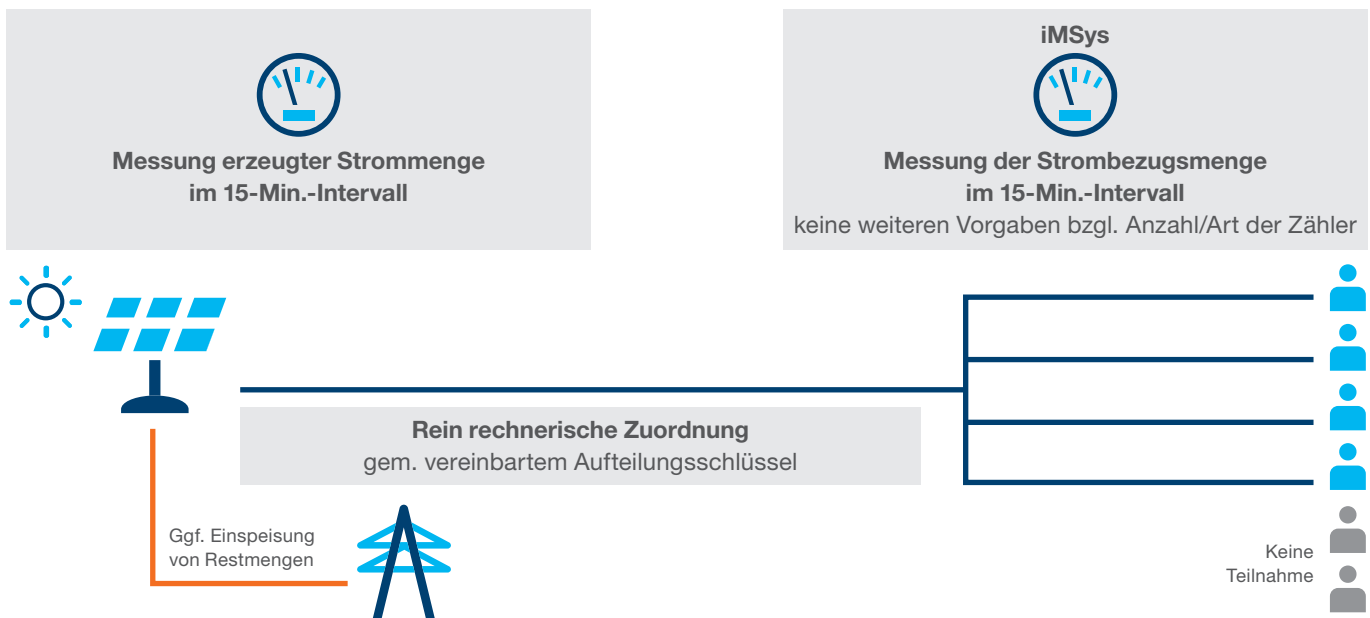 Messung erzeugter Strommenge
im 15-Min.-Intervall
iMSys
Messung der Strombezugsmenge
im 15-Min.-Intervall
keine weiteren Vorgaben bzgl. Anzahl/Art der Zähler
Rein rechnerische Zuordnung
gem. vereinbartem Aufteilungsschlüssel
Ggf. Einspeisung
von Restmengen
Keine
Teilnahme